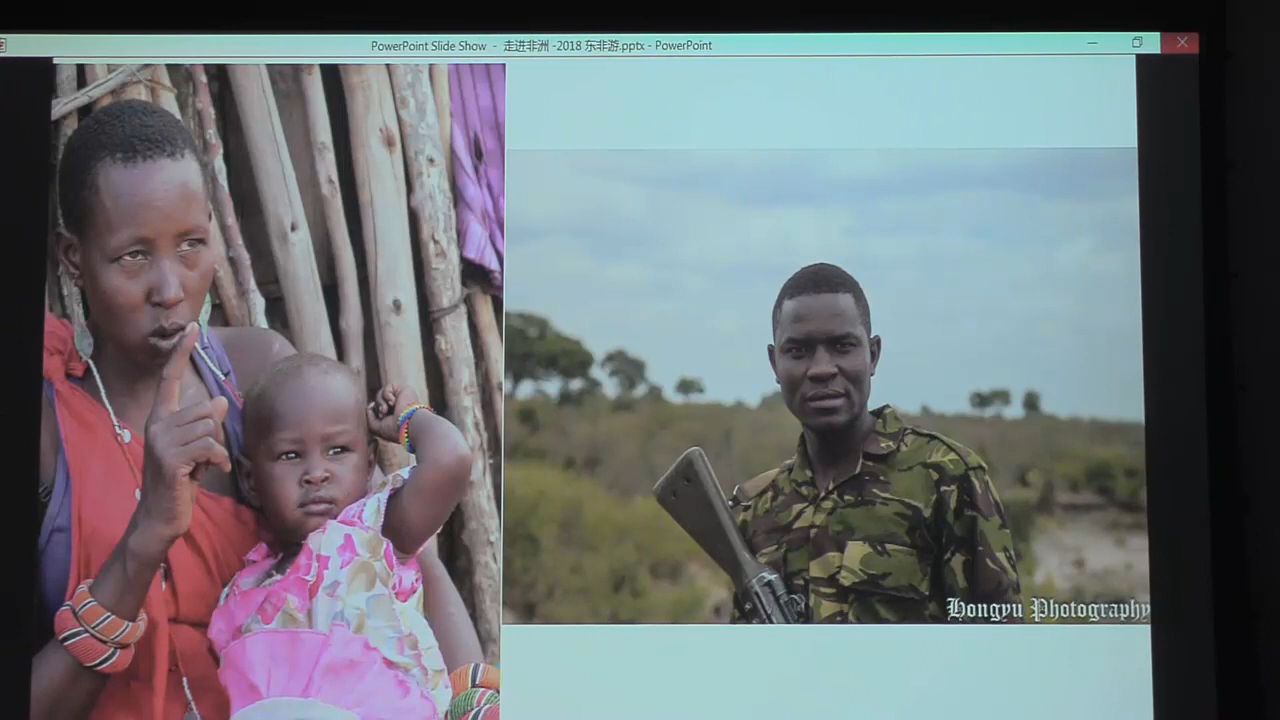 PowerPoint Slide Show - 走进非洲 -2018 东非游.pptx - PowerPoint
Hongyu Photography